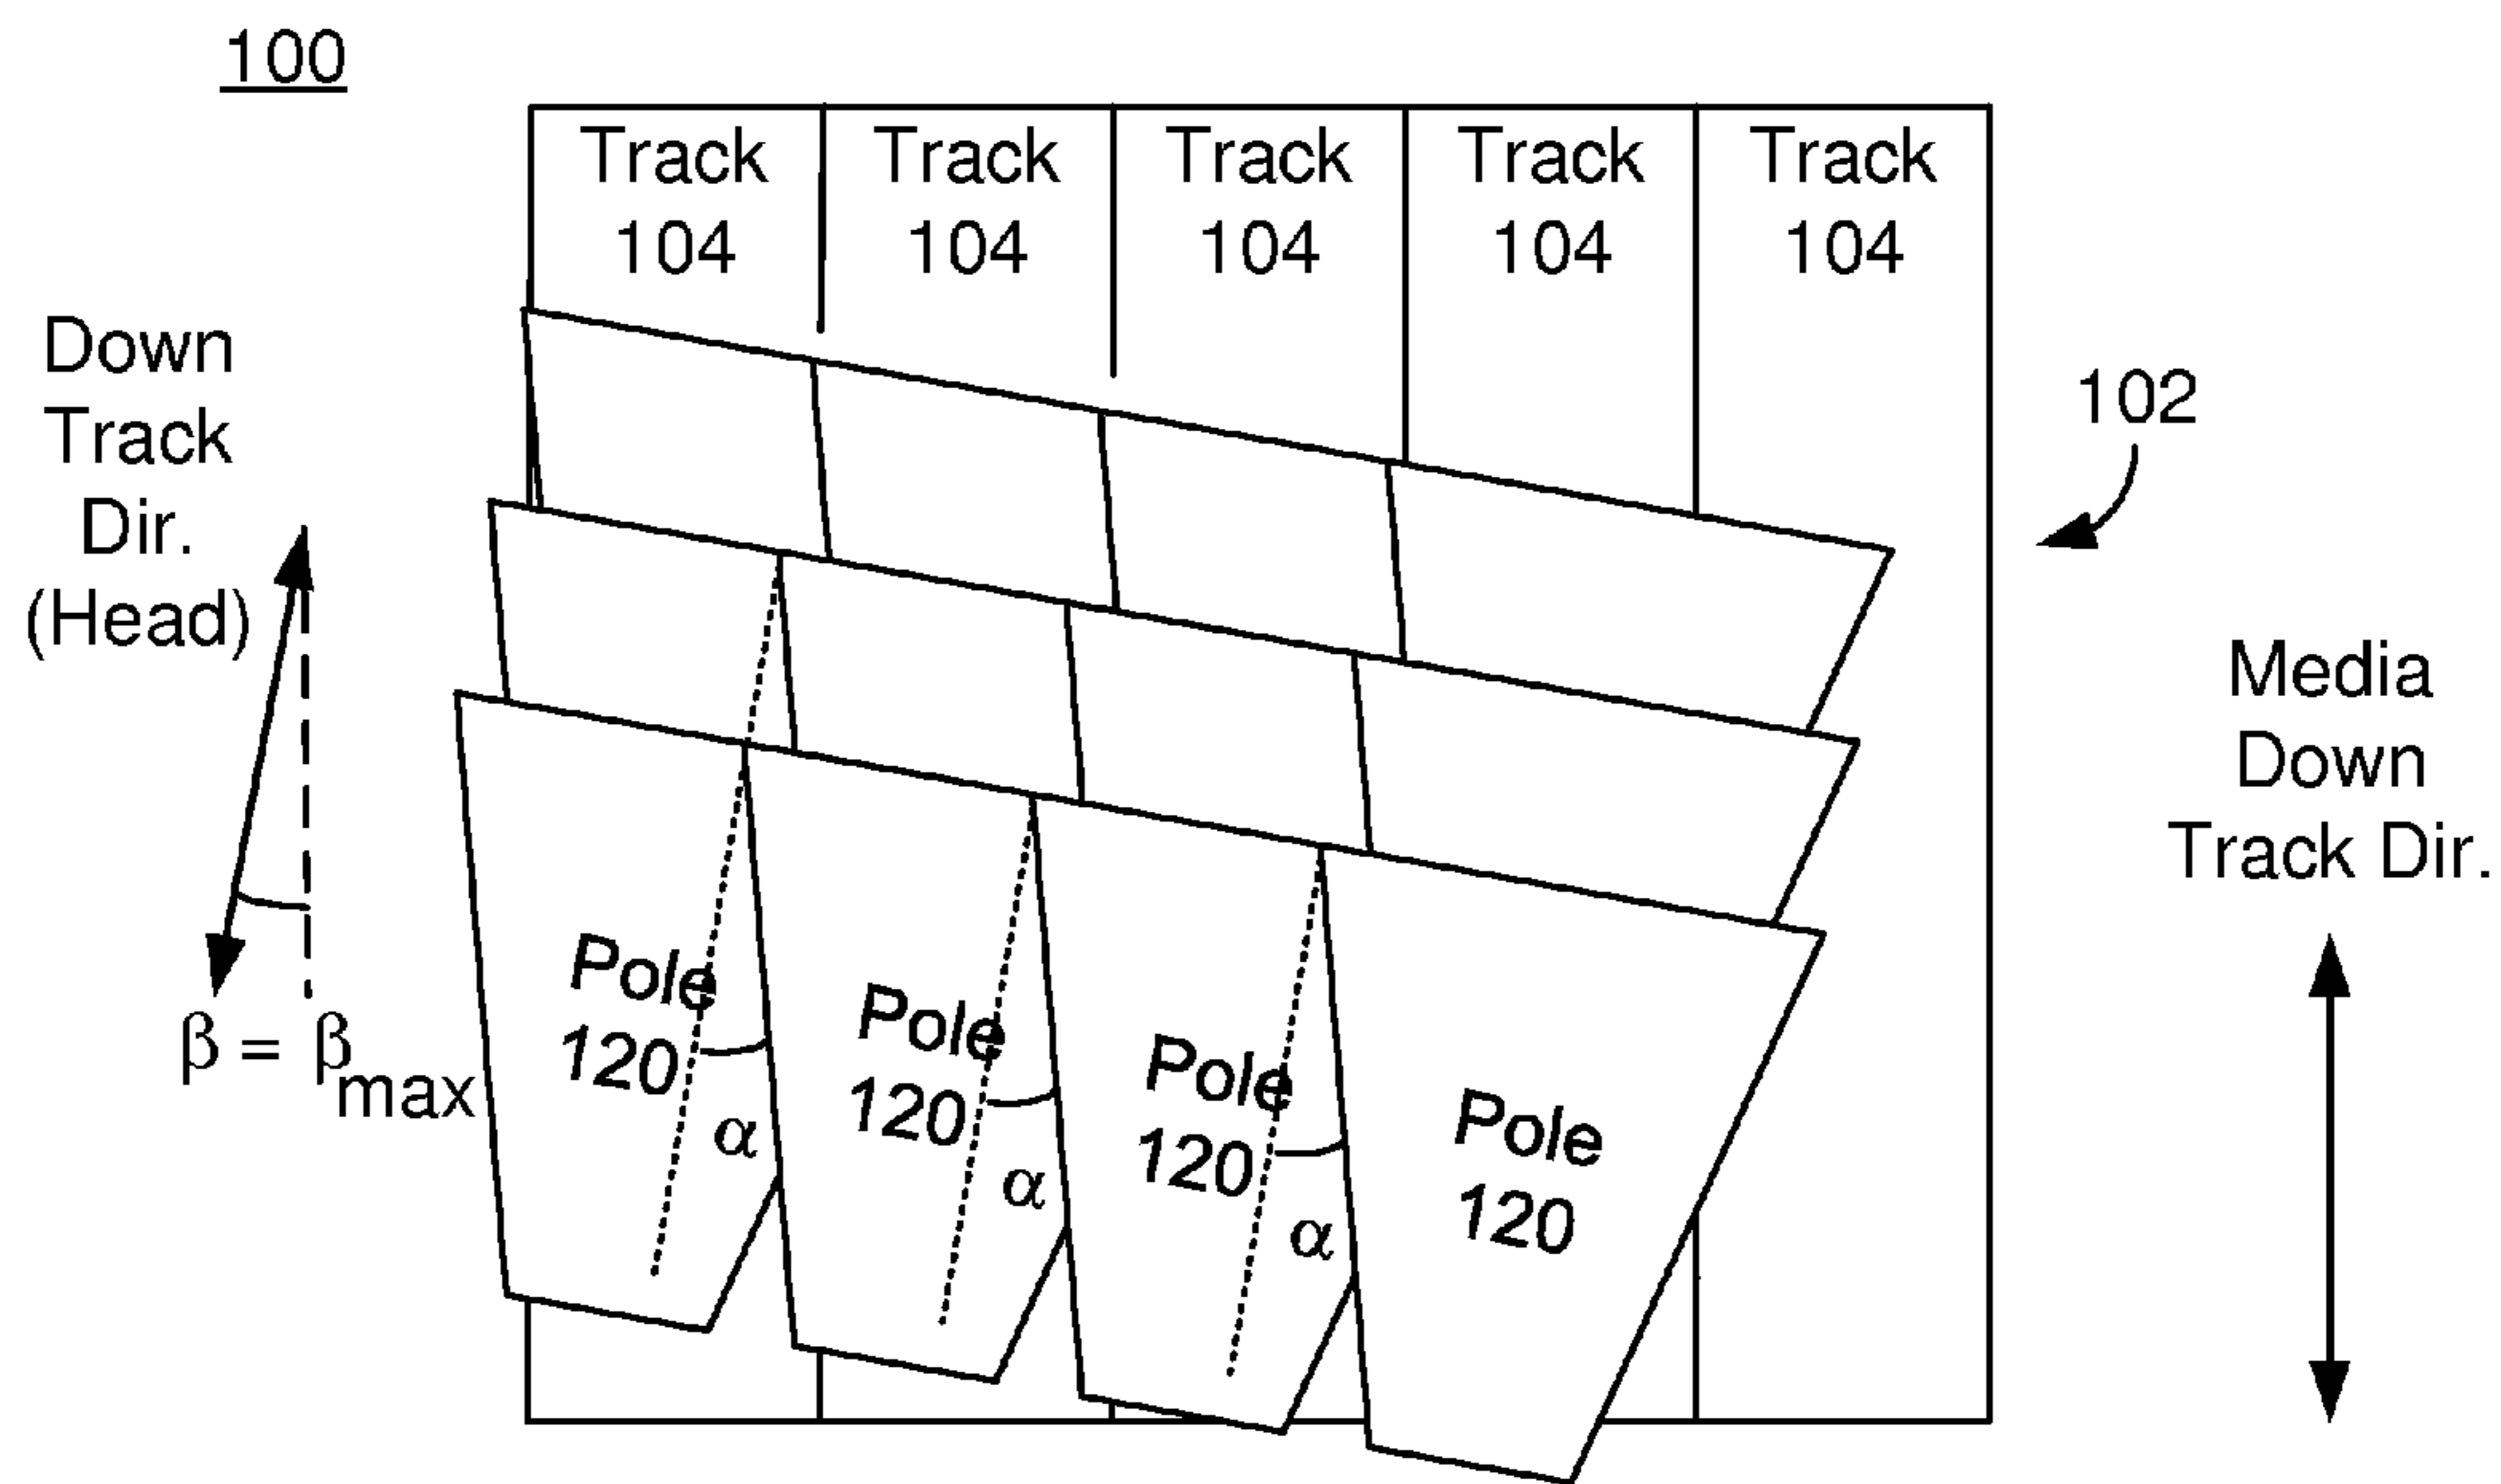 100
Track
104
Track
104
Track
104
Track
104
Track
104
Down
Track
Dir.
(Head)
β = βmax
102
Media
Down
Track Dir.
Pole
120
α
Pole
120
α
Pole
120
α
Pole
120